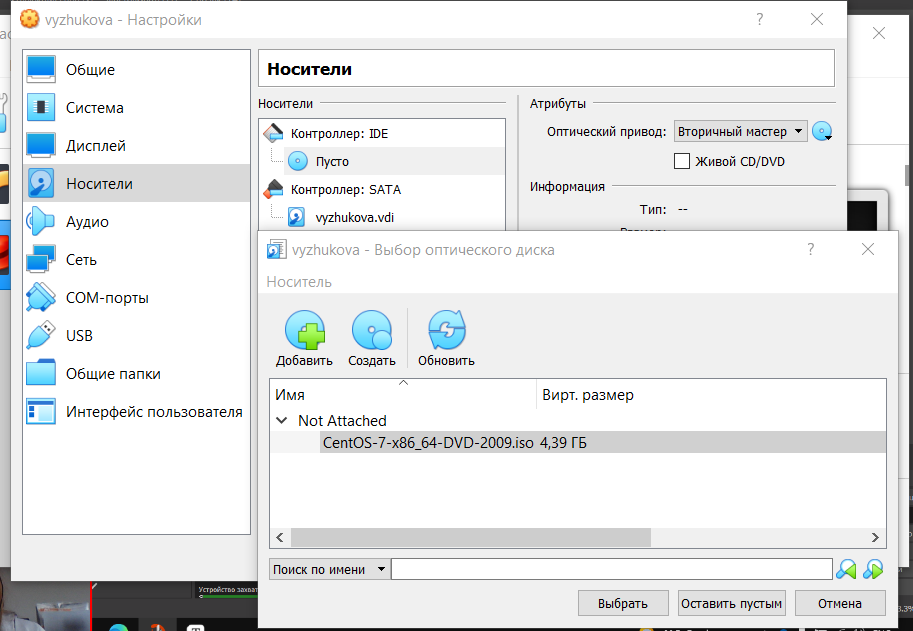 vyzhukova - Настройки
?
Общие
Система
Дисплей
Носители
Аудио
Сеть
COM-порты
USB
Общие папки
Интерфейс пользователя
Носители
Носители
Контроллер: IDE
Пусто
Контроллер: SATA
vyzhukova.vdi
Атрибуты
Оптический привод: Вторичный мастер
Живой CD/DVD
Информация
Тип: --
vyzhukova - Выбор оптического диска
?
Носитель
Добавить Создать Обновить
Имя Вирт. размер
Not Attached
CentOS-7-x86_64-DVD-2009.iso 4,39 ГБ
Поиск по имени
Выбрать Оставить пустым Отмена
Устройство захват